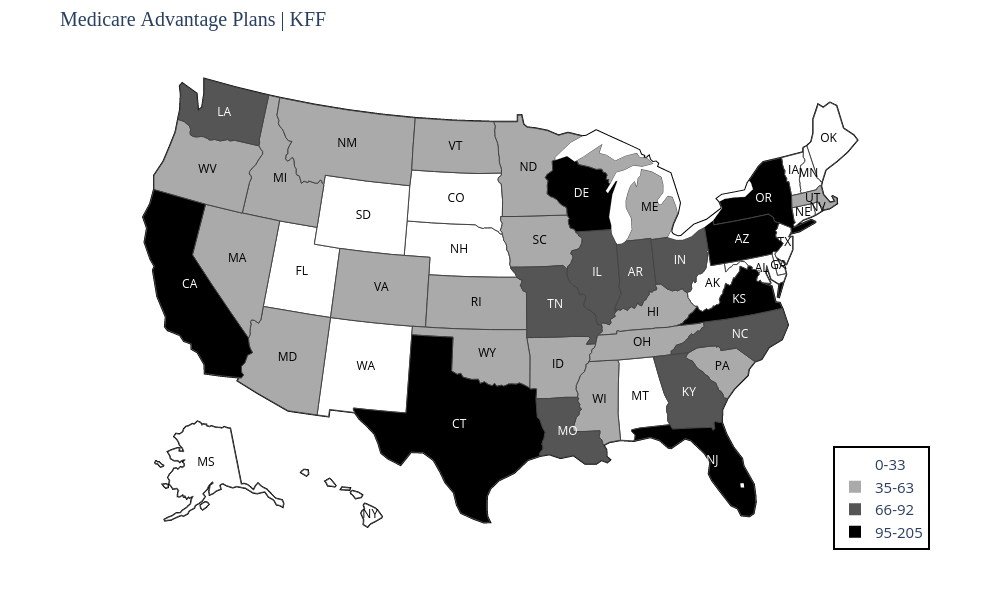 Medicare Advantage Plans | KFF
LA
OK
NM
VT
ND
WV
MI
IA
MN
DE
OR
UT
NV
CO
ME
NE
SD
SC
AZ
TX
NH
MA
GA
AL
FL
IL
AR
IN
AK
CA
VA
KS
RI
TN
HI
NC
OH
MD
WY
ID
PA
WA
KY
WI
MT
CT
MO
MS
NJ
NY
0-33
35-63
66-92
95-205